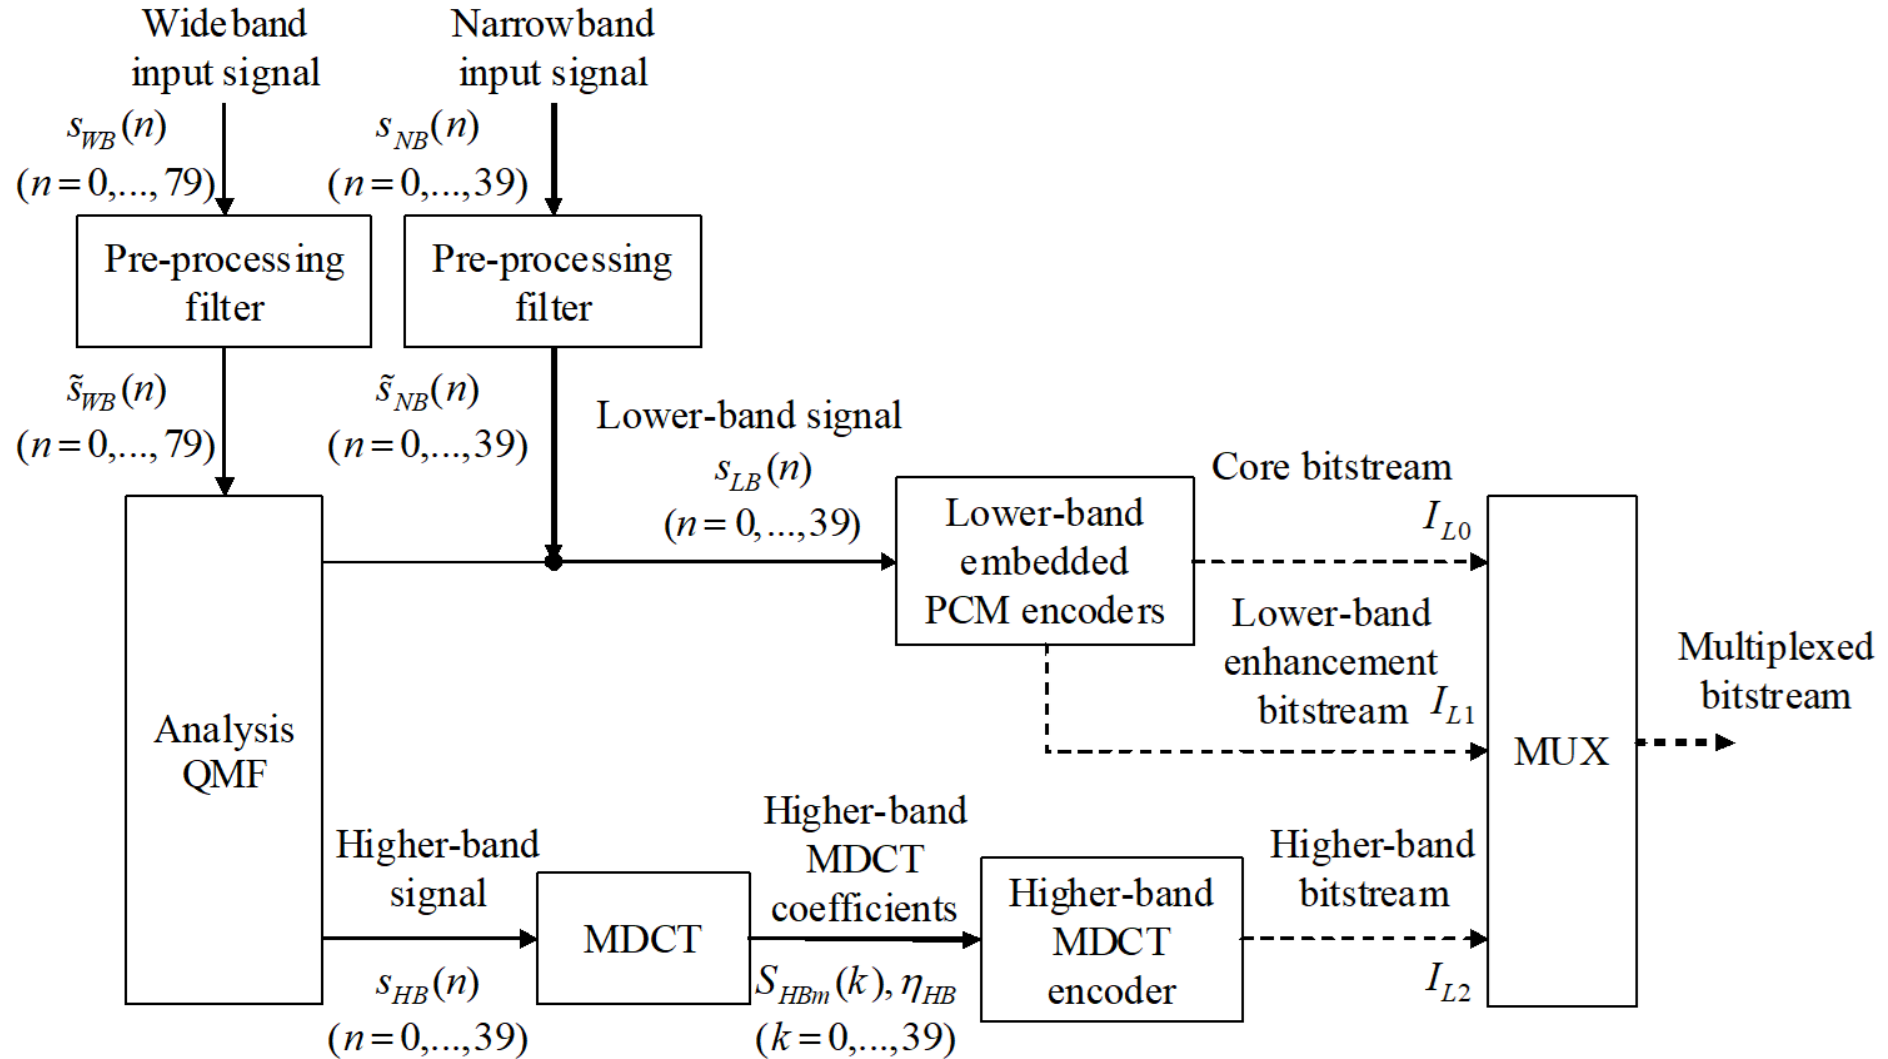 Wideband
input signal
Narrowband
input signal
s_WB(n)
(n=0,...,79)
s_NB(n)
(n=0,...,39)
Pre-processing
filter
Pre-processing
filter
s̃_WB(n)
(n=0,...,79)
s̃_NB(n)
(n=0,...,39)
Lower-band signal
s_LB(n)
(n=0,...,39)
Lower-band
embedded
PCM encoders
Core bitstream
I_L0
Lower-band
enhancement
bitstream I_L1
Analysis
QMF
MUX
Multiplexed
bitstream
Higher-band
signal
s_HB(n)
(n=0,...,39)
MDCT
Higher-band
MDCT
coefficients
S_HBm(k), η_HB
(k=0,...,39)
Higher-band
MDCT
encoder
Higher-band
bitstream
I_L2